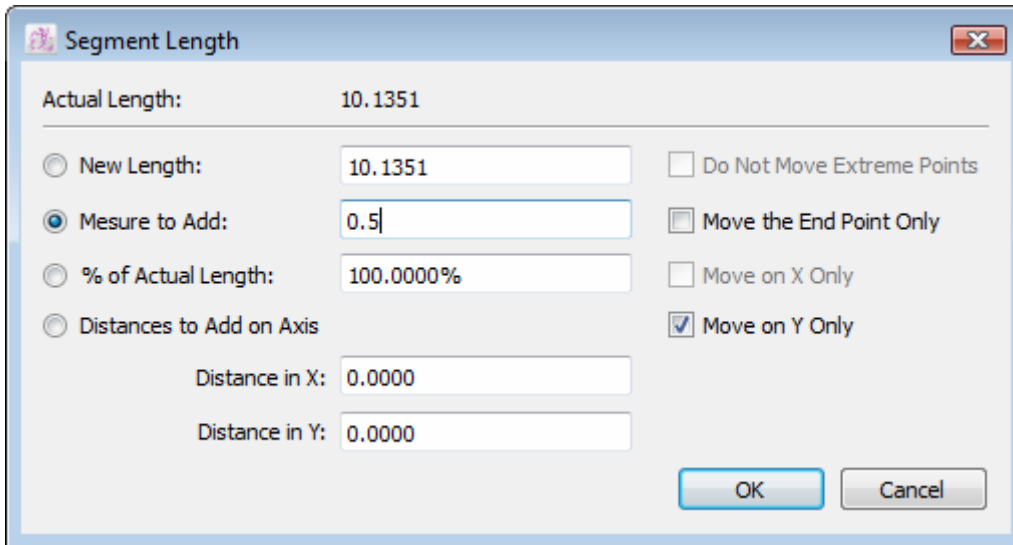 Segment Length
Actual Length: 10.1351
New Length: 10.1351 Do Not Move Extreme Points
Mesure to Add: 0.5 Move the End Point Only
% of Actual Length: 100.0000% Move on X Only
Distances to Add on Axis Move on Y Only
Distance in X: 0.0000
Distance in Y: 0.0000
OK Cancel